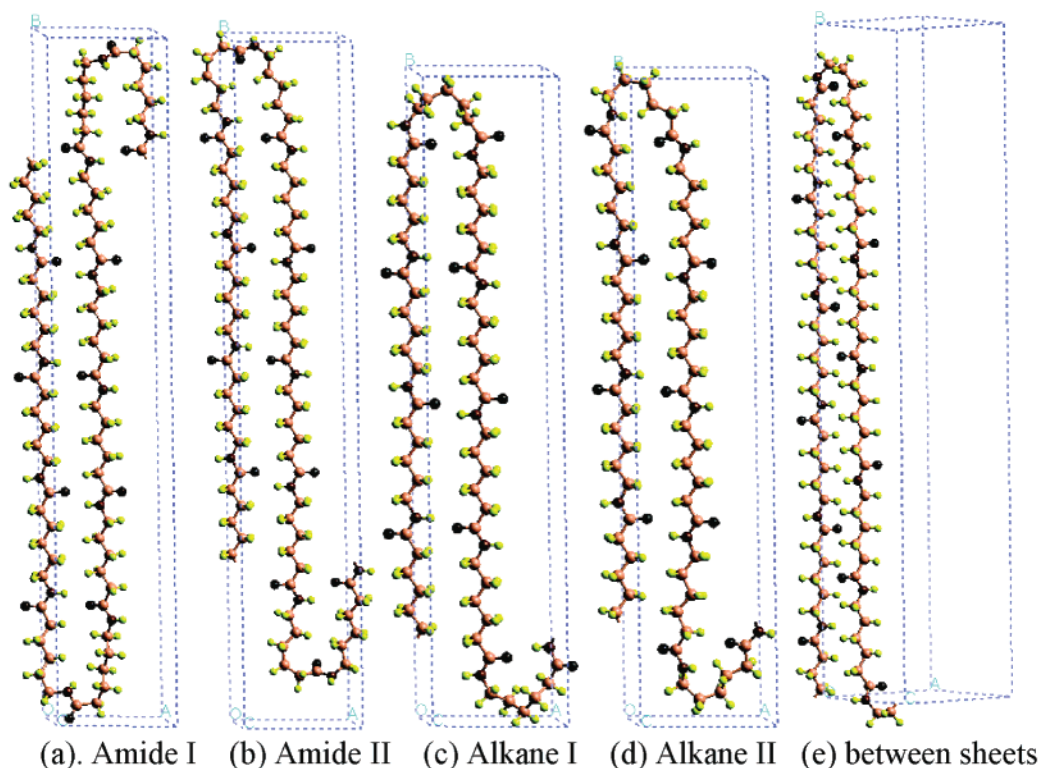 B B B B B
O C A O C A O C A O C A C A
(a). Amide I (b) Amide II (c) Alkane I (d) Alkane II (e) between sheets